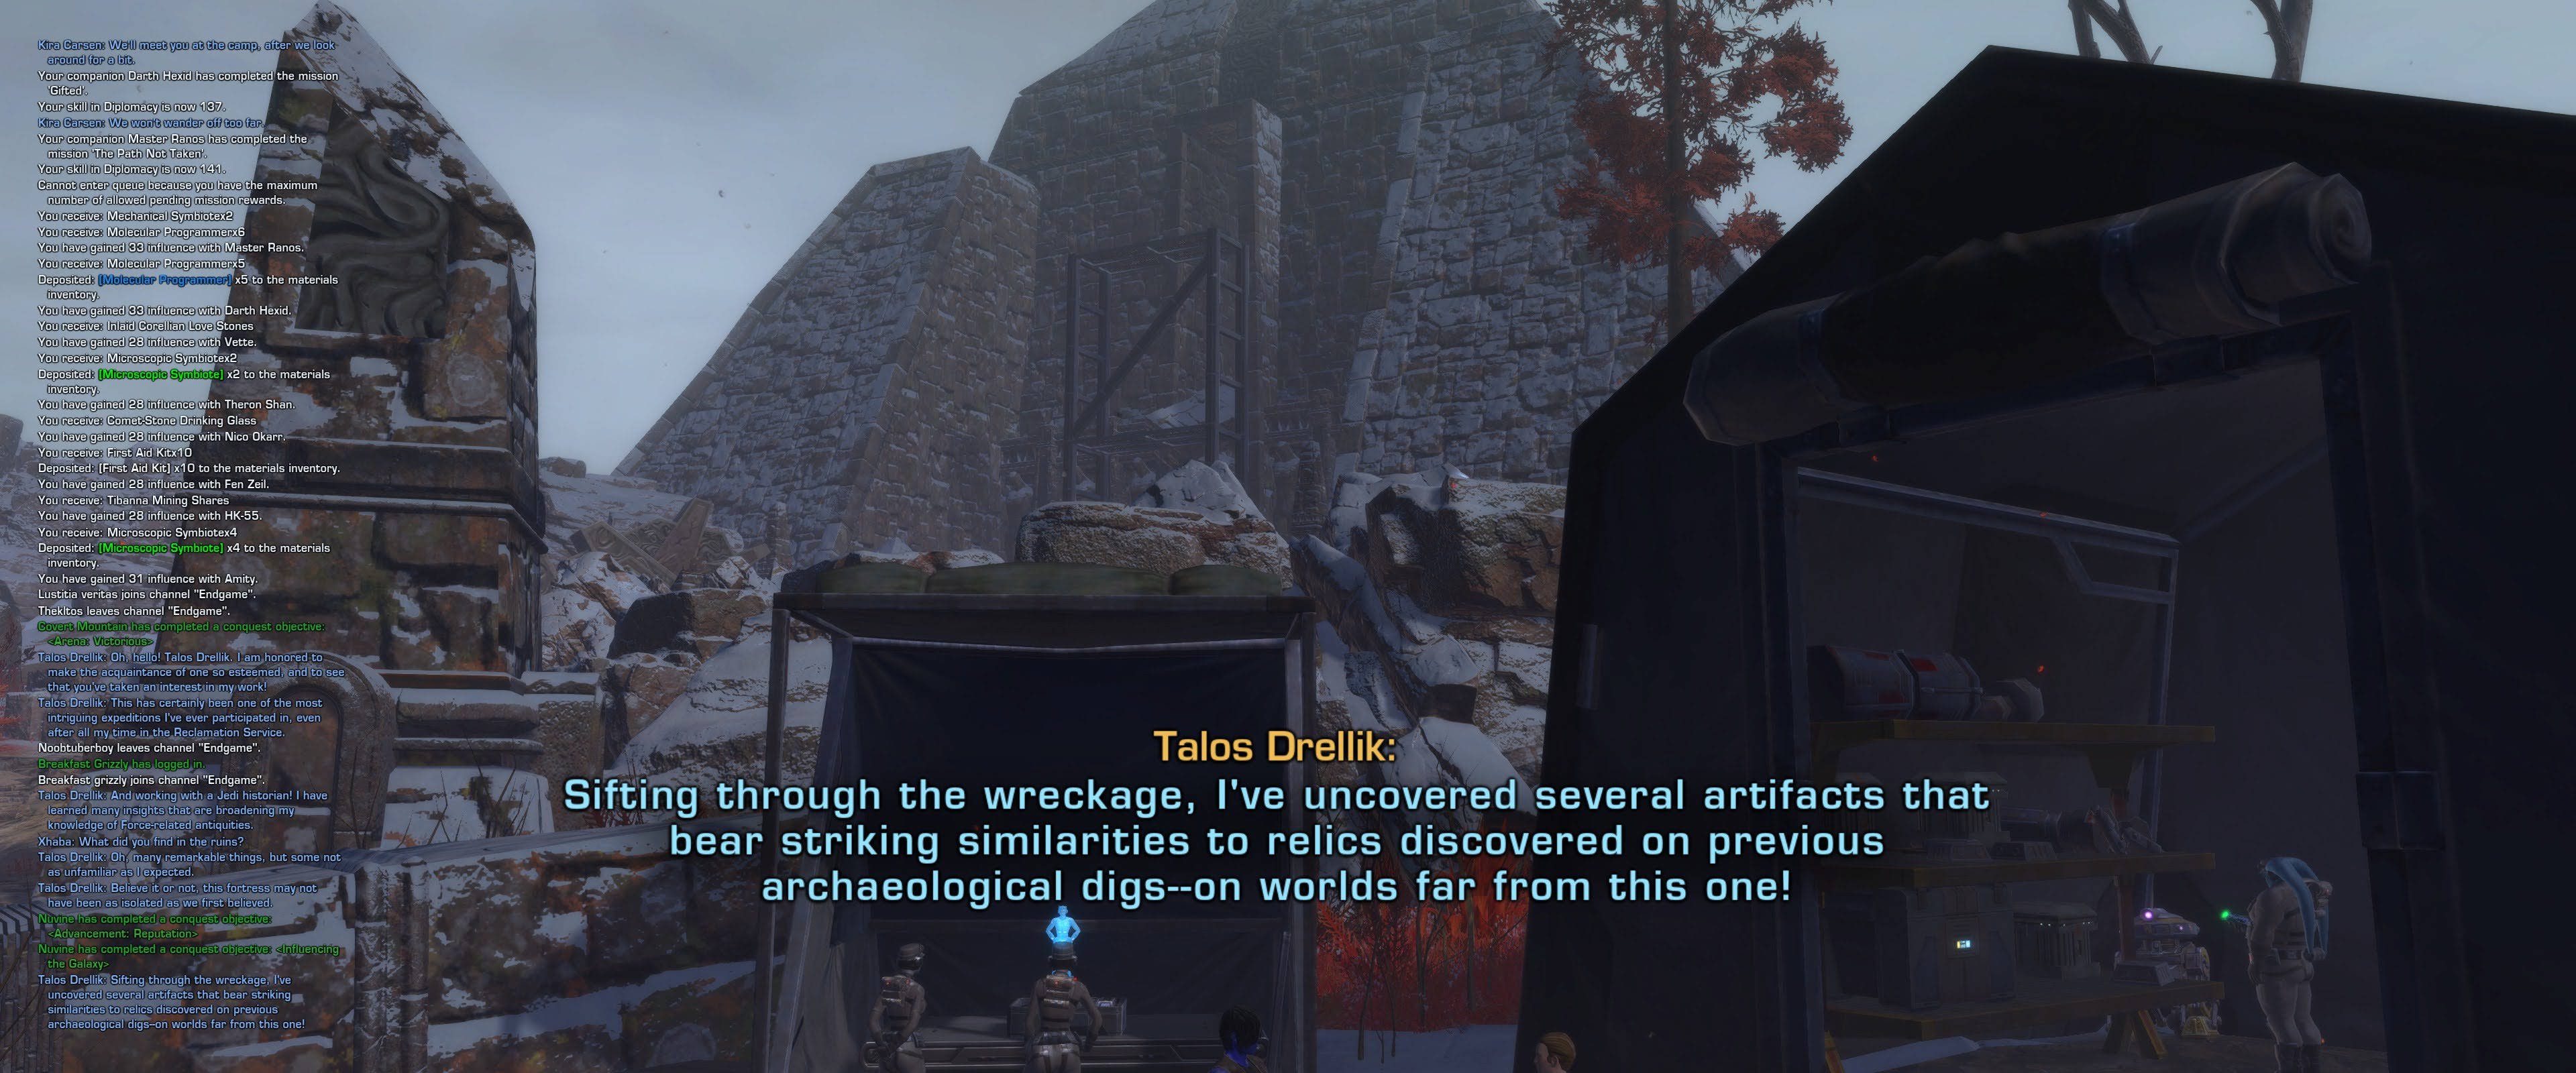 Kira Carsen: We'll meet you at the camp, after we look
around for a bit.
Your companion Darth Hexid has completed the mission
'Gifted'.
Your skill in Diplomacy is now 137.
Kira Carsen: We won't wander off too far.
Your companion Master Ranos has completed the
mission 'The Path Not Taken'.
Your skill in Diplomacy is now 141.
Cannot enter queue because you have the maximum
number of allowed pending mission rewards.
You receive: Mechanical Symbiotex2
You receive: Molecular Programmerx6
You have gained 33 influence with Master Ranos.
You receive: Molecular Programmerx5
Deposited: [Molecular Programmer] x5 to the materials
inventory.
You have gained 33 influence with Darth Hexid.
You receive: Inlaid Corellian Love Stones
You have gained 28 influence with Vette.
You receive: Microscopic Symbiotex2
Deposited: [Microscopic Symbiote] x2 to the materials
inventory.
You have gained 28 influence with Theron Shan.
You receive: Comet-Stone Drinking Glass
You have gained 28 influence with Nico Okarr.
You receive: First Aid Kitx10
Deposited: [First Aid Kit] x10 to the materials inventory.
You have gained 28 influence with Fen Zeil.
You receive: Tibanna Mining Shares
You have gained 28 influence with HK-55.
You receive: Microscopic Symbiotex4
Deposited: [Microscopic Symbiote] x4 to the materials
inventory.
You have gained 31 influence with Amity.
Lustitia veritas joins channel "Endgame".
Thekltos leaves channel "Endgame".
Covert Mountain has completed a conquest objective:
<Arena: Victorious>
Talos Drellik: Oh, hello! Talos Drellik. I am honored to
make the acquaintance of one so esteemed, and to see
that you've taken an interest in my work!
Talos Drellik: This has certainly been one of the most
intriguing expeditions I've ever participated in, even
after all my time in the Reclamation Service.
Noobtuberboy leaves channel "Endgame".
Breakfast Grizzly has logged in.
Breakfast grizzly joins channel "Endgame".
Talos Drellik: And working with a Jedi historian! I have
learned many insights that are broadening my
knowledge of Force-related antiquities.
Xhaba: What did you find in the ruins?
Talos Drellik: Oh, many remarkable things, but some not
as unfamiliar as I expected.
Talos Drellik: Believe it or not, this fortress may not
have been as isolated as we first believed.
Nuvine has completed a conquest objective:
<Advancement: Reputation>
Nuvine has completed a conquest objective: <Influencing
the Galaxy>
Talos Drellik: Sifting through the wreckage, I've
uncovered several artifacts that bear striking
similarities to relics discovered on previous
archaeological digs--on worlds far from this one!
Talos Drellik:
Sifting through the wreckage, I've uncovered several artifacts that
bear striking similarities to relics discovered on previous
archaeological digs--on worlds far from this one!